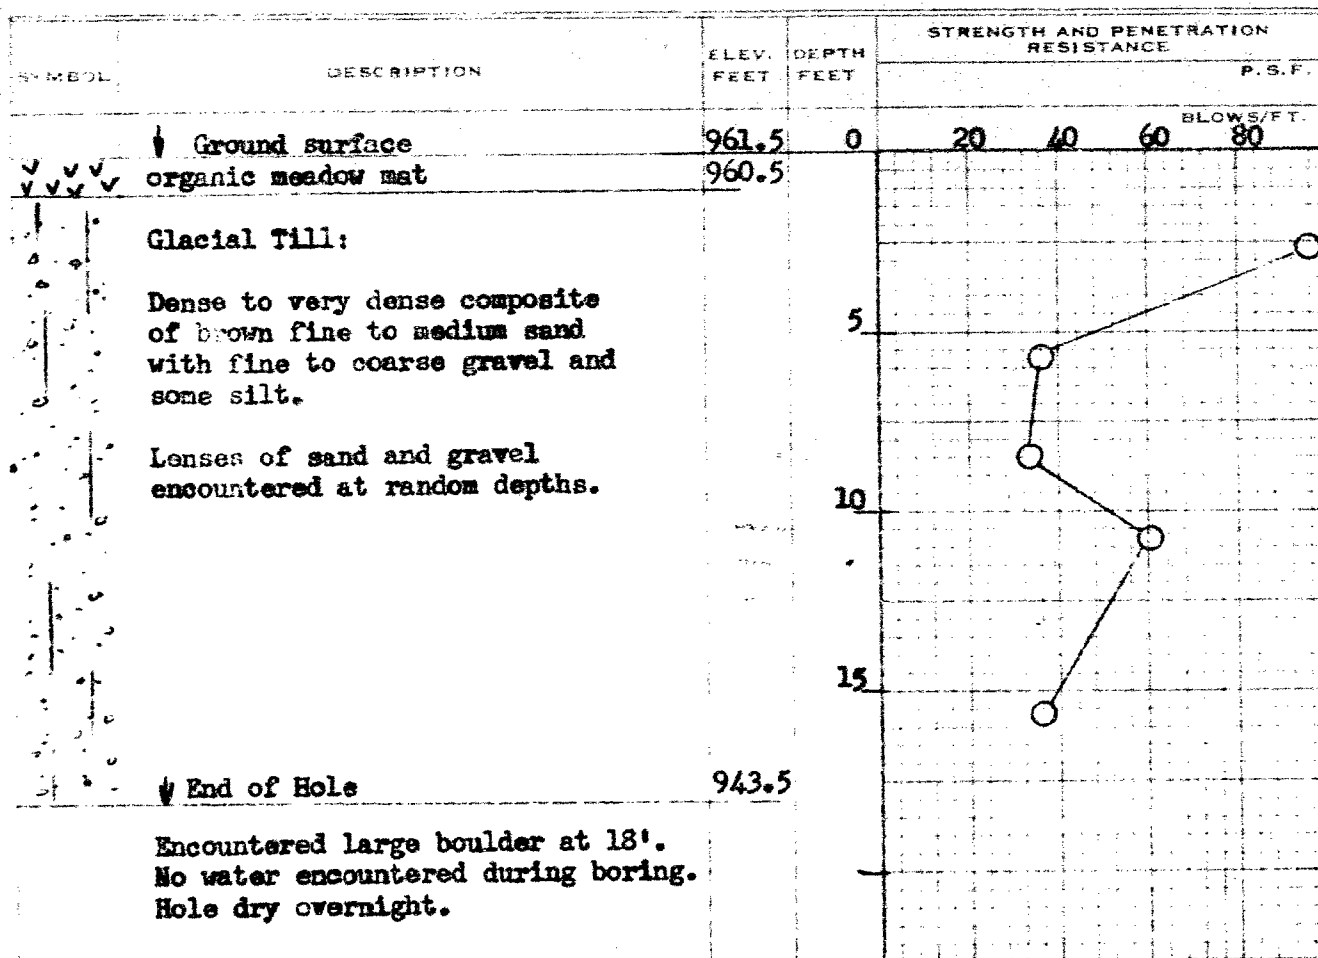 STRENGTH AND PENETRATION
RESISTANCE
SYMBOL DESCRIPTION ELEV. FEET DEPTH FEET
P.S.F.
BLOWS/FT.
20 40 60 80
Ground surface 961.5 0
organic meadow mat 960.5
Glacial Till:
Dense to very dense composite
of brown fine to medium sand
with fine to coarse gravel and
some silt.
5
Lenses of sand and gravel
encountered at random depths.
10
15
End of Hole 943.5
Encountered large boulder at 18'.
No water encountered during boring.
Hole dry overnight.